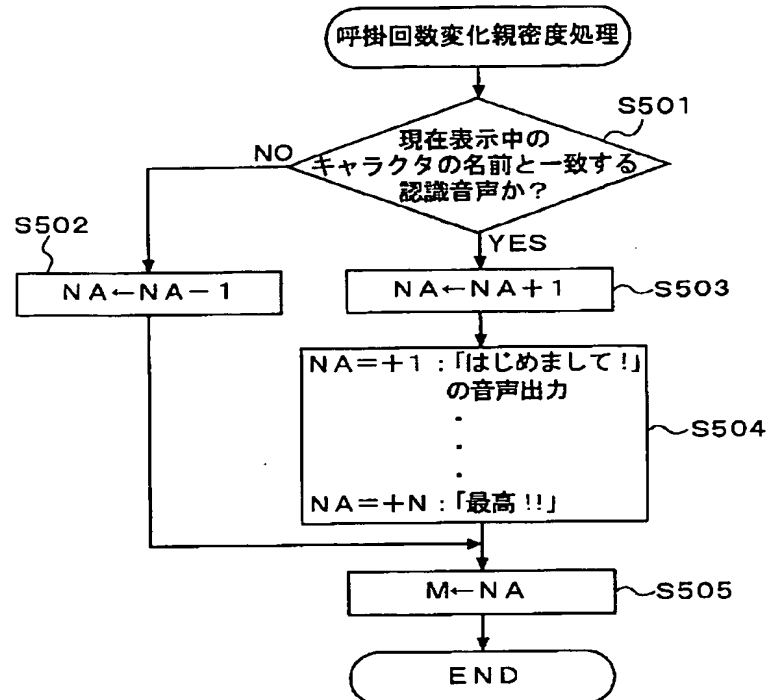 呼掛回数変化親密度処理
S501
現在表示中の
キャラクタの名前と一致する
認識音声か?
NO
YES
S502
NA←NA-1
NA←NA+1
S503
NA=+1:「はじめまして!」
の音声出力
・
・
・
NA=+N:「最高!!」
S504
M←NA
S505
END